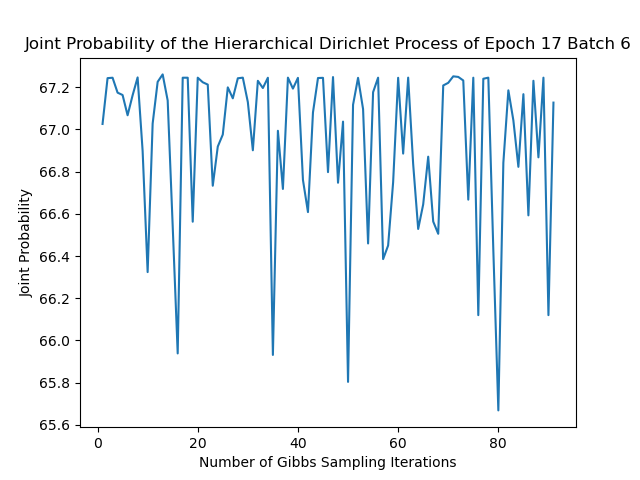 Joint Probability of the Hierarchical Dirichlet Process of Epoch 17 Batch 6
67.2
67.0
66.8
66.6
66.4
66.2
66.0
65.8
65.6
Joint Probability
0 20 40 60 80
Number of Gibbs Sampling Iterations